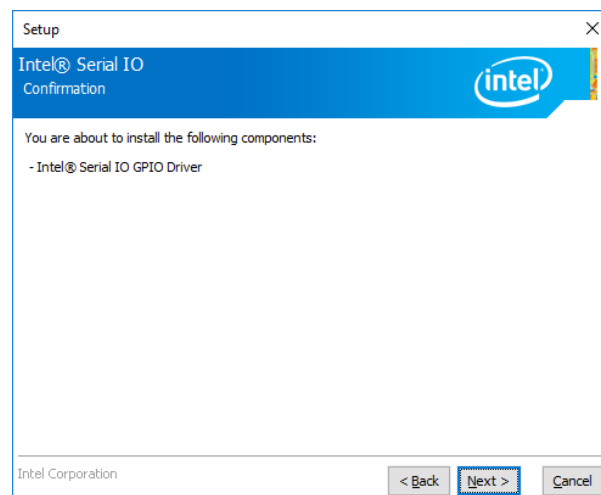 Setup
Intel® Serial IO
Confirmation
intel
You are about to install the following components:
- Intel® Serial IO GPIO Driver
Intel Corporation
< Back Next > Cancel